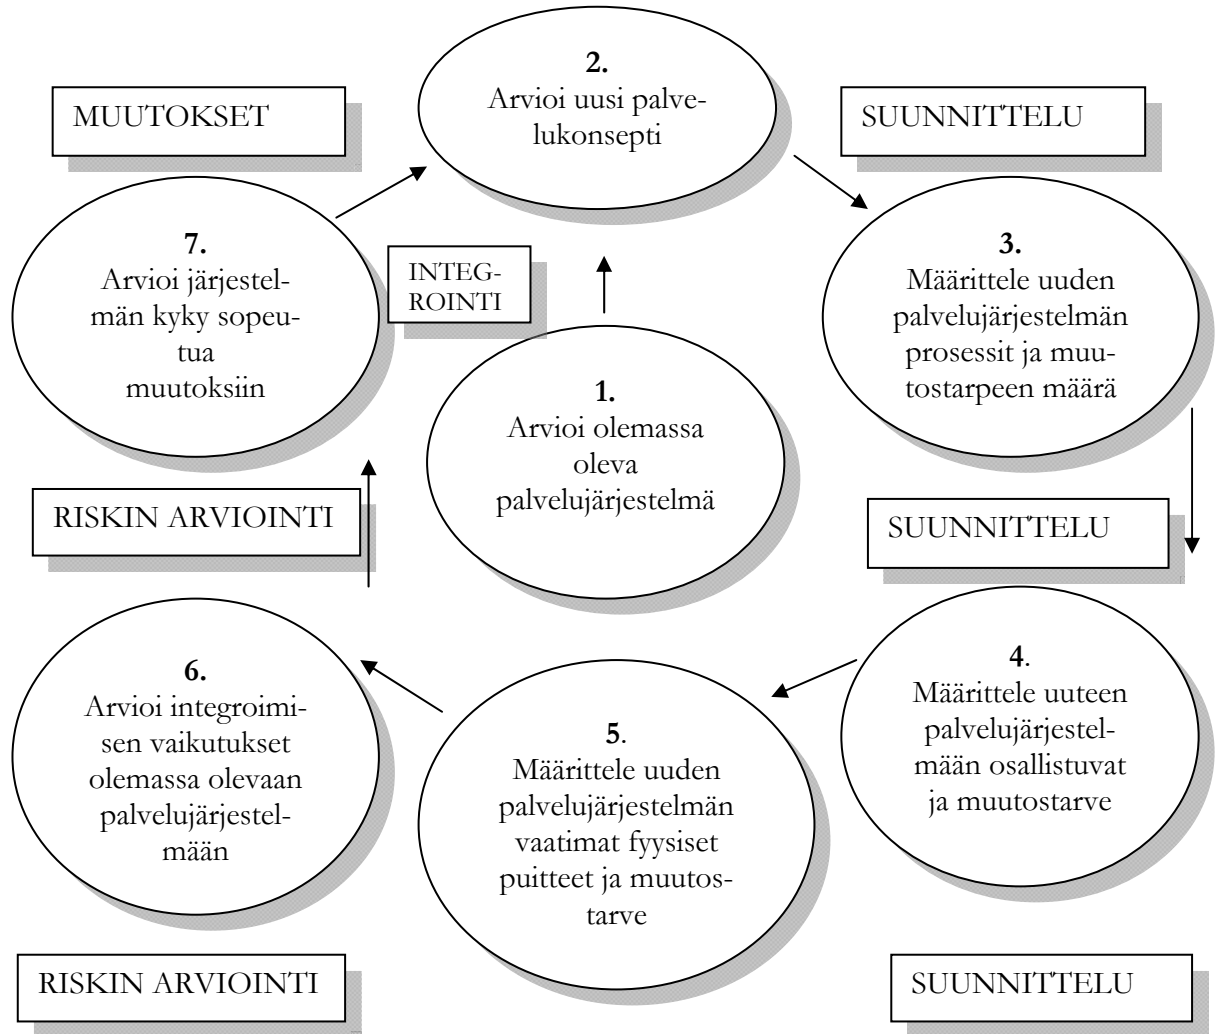 2.
Arvioi uusi palve-
lukonsepti
MUUTOKSET
SUUNNITTELU
7.
Arvioi järjestel-
män kyky sopeu-
tua
muutoksiin
INTEG-
ROINTI
3.
Määrittele uuden
palvelujärjestelmän
prosessit ja muu-
tostarpeen määrä
1.
Arvioi olemassa
oleva
palvelujärjestelmä
RISKIN ARVIOINTI
SUUNNITTELU
6.
Arvioi integroimi-
sen vaikutukset
olemassa olevaan
palvelujärjestel-
mään
5.
Määrittele uuden
palvelujärjestelmän
vaatimat fyysiset
puitteet ja muutos-
tarve
4.
Määrittele uuteen
palvelujärjestel-
mään osallistuvat
ja muutostarve
RISKIN ARVIOINTI
SUUNNITTELU